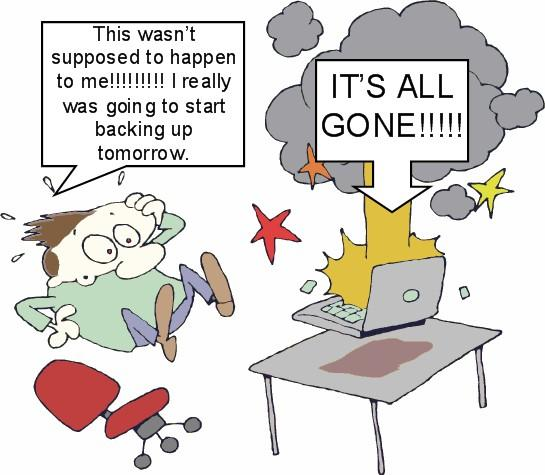 This wasn't
supposed to happen
to me!!!!!!!!! I really
was going to start
backing up
tomorrow.
IT'S ALL
GONE!!!!!